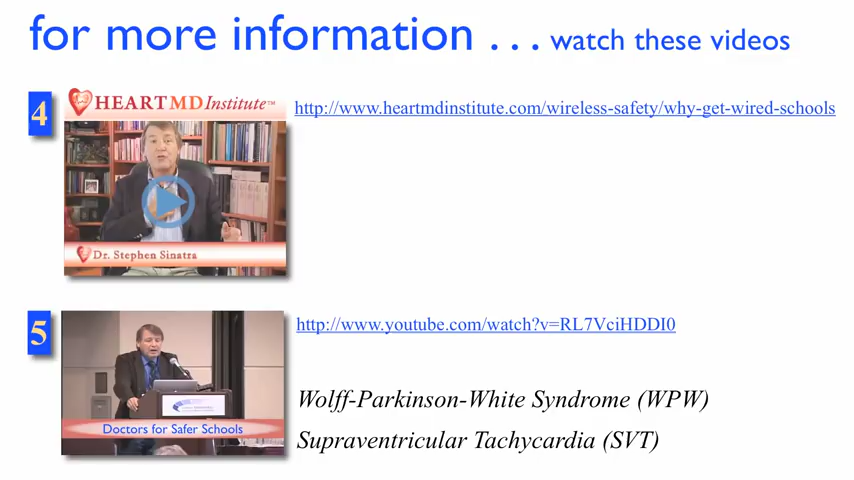 for more information . . . watch these videos
4
HEARTMD Institute™
http://www.heartmdinstitute.com/wireless-safety/why-get-wired-schools
Dr. Stephen Sinatra
5
http://www.youtube.com/watch?v=RL7VciHDDI0
Wolff-Parkinson-White Syndrome (WPW)
Doctors for Safer Schools
Supraventricular Tachycardia (SVT)